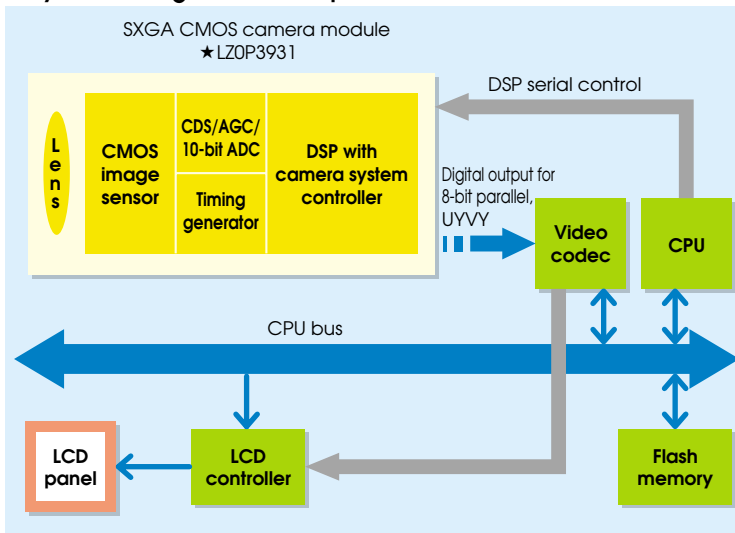 SXGA CMOS camera module
★LZ0P3931
DSP serial control
L
e
n
s
CMOS
image
sensor
CDS/AGC/
10-bit ADC
Timing
generator
DSP with
camera system
controller
Digital output for
8-bit parallel,
UYVY
Video
codec
CPU
CPU bus
LCD
panel
LCD
controller
Flash
memory